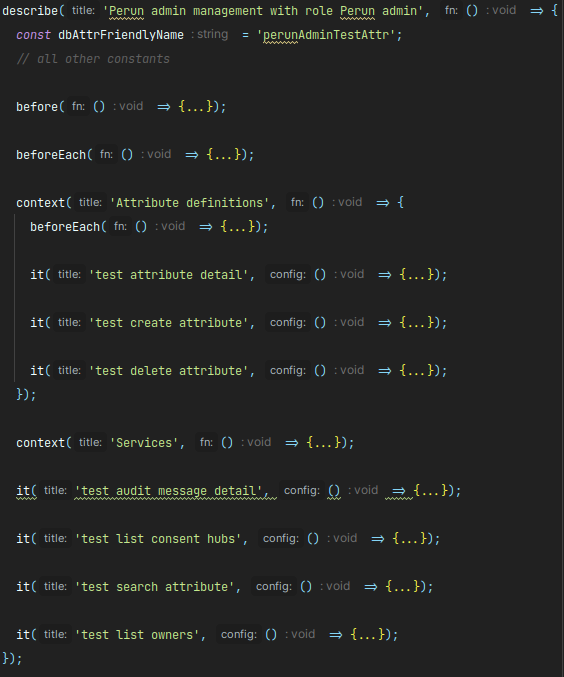 describe( title: 'Perun admin management with role Perun admin', fn: () :void => {
const dbAttrFriendlyName :string = 'perunAdminTestAttr';
// all other constants
before( fn: () :void => {...});
beforeEach( fn: () :void => {...});
context( title: 'Attribute definitions', fn: () :void => {
beforeEach( fn: () :void => {...});
it( title: 'test attribute detail', config: () :void => {...});
it( title: 'test create attribute', config: () :void => {...});
it( title: 'test delete attribute', config: () :void => {...});
});
context( title: 'Services', fn: () :void => {...});
it( title: 'test audit message detail', config: () :void => {...});
it( title: 'test list consent hubs', config: () :void => {...});
it( title: 'test search attribute', config: () :void => {...});
it( title: 'test list owners', config: () :void => {...});
});